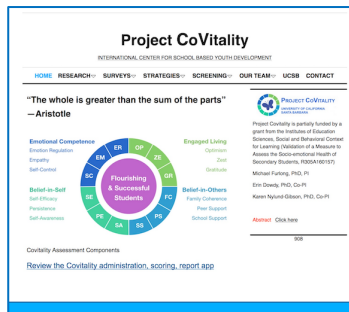 Project CoVitality
INTERNATIONAL CENTER FOR SCHOOL BASED YOUTH DEVELOPMENT
HOME RESEARCH SURVEYS STRATEGIES SCREENING OUR TEAM UCSB CONTACT
“The whole is greater than the sum of the parts”
—Aristotle
Emotional Competence
Emotion Regulation
Empathy
Self-Control
Engaged Living
Optimism
Zest
Gratitude
ER
OP
EM
ZE
SC
GR
SE
FC
PE
PS
SA
SS
Flourishing
& Successful
Students
Belief-in-Self
Self-Efficacy
Persistence
Self-Awareness
Belief-in-Others
Family Coherence
Peer Support
School Support
Covitality Assessment Components
Review the Covitality administration, scoring, report app
PROJECT COVITALITY
UNIVERSITY OF CALIFORNIA
SANTA BARBARA
Project Covitality is partially funded by a
grant from the Institutes of Education
Sciences, Social and Behavioral Context
for Learning (Validation of a Measure to
Assess the Socio-emotional Health of
Secondary Students, R305A160157)
Michael Furlong, PhD, PI
Erin Dowdy, PhD, Co-PI
Karen Nylund-Gibson, PhD, Co-PI
Abstract Click here
908